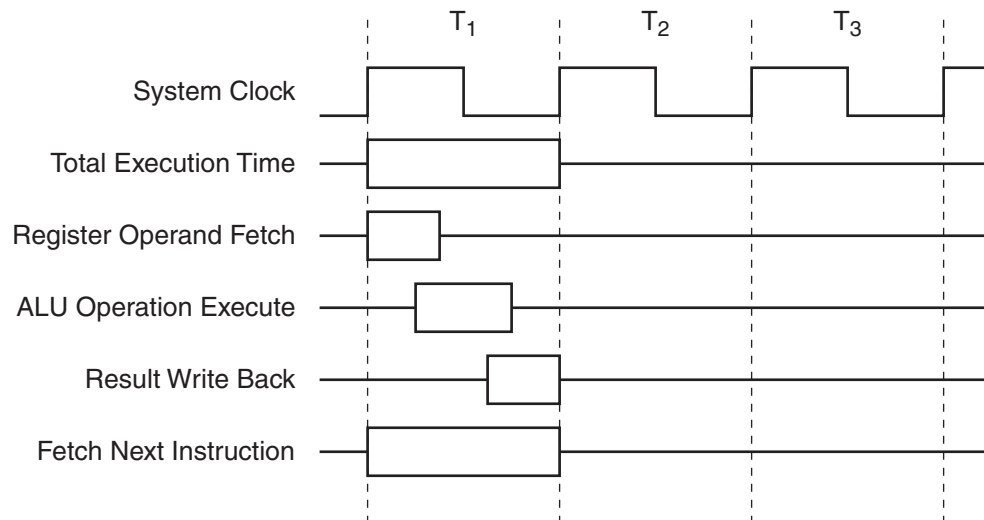 T₁ T₂ T₃
System Clock
Total Execution Time
Register Operand Fetch
ALU Operation Execute
Result Write Back
Fetch Next Instruction